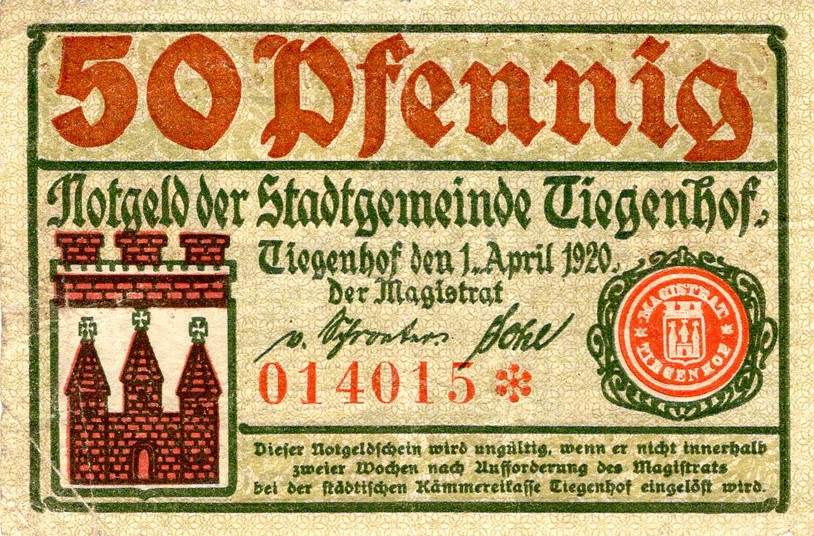 50 Pfennig
Notgeld der Stadtgemeinde Tiegenhof.
Tiegenhof den 1. April 1920.
Der Magistrat
014015
MAGISTRAT
TIEGENHOF
Dieser Notgeldschein wird ungültig, wenn er nicht innerhalb
zweier Wochen nach Aufforderung des Magistrats
bei der städtischen Kämmereikasse Tiegenhof eingelöst wird.